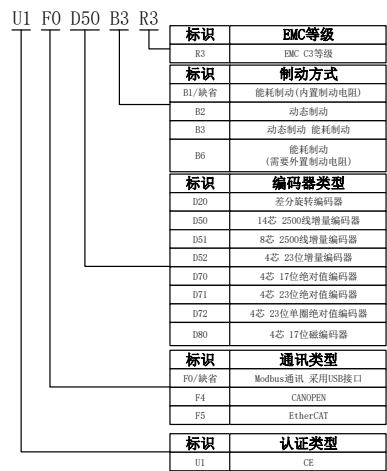 U1 F0 D50 B3 R3
标识 EMC等级
R3 EMC C3等级
标识 制动方式
B1/缺省 能耗制动(内置制动电阻)
B2 动态制动
B3 动态制动 能耗制动
B6 能耗制动
(需要外置制动电阻)
标识 编码器类型
D20 差分旋转编码器
D50 14芯 2500线增量编码器
D51 8芯 2500线增量编码器
D52 4芯 23位增量编码器
D70 4芯 17位绝对值编码器
D71 4芯 23位绝对值编码器
D72 4芯 23位单圈绝对值编码器
D80 4芯 17位磁编码器
标识 通讯类型
F0/缺省 Modbus通讯 采用USB接口
F4 CANOPEN
F5 EtherCAT
标识 认证类型
U1 CE